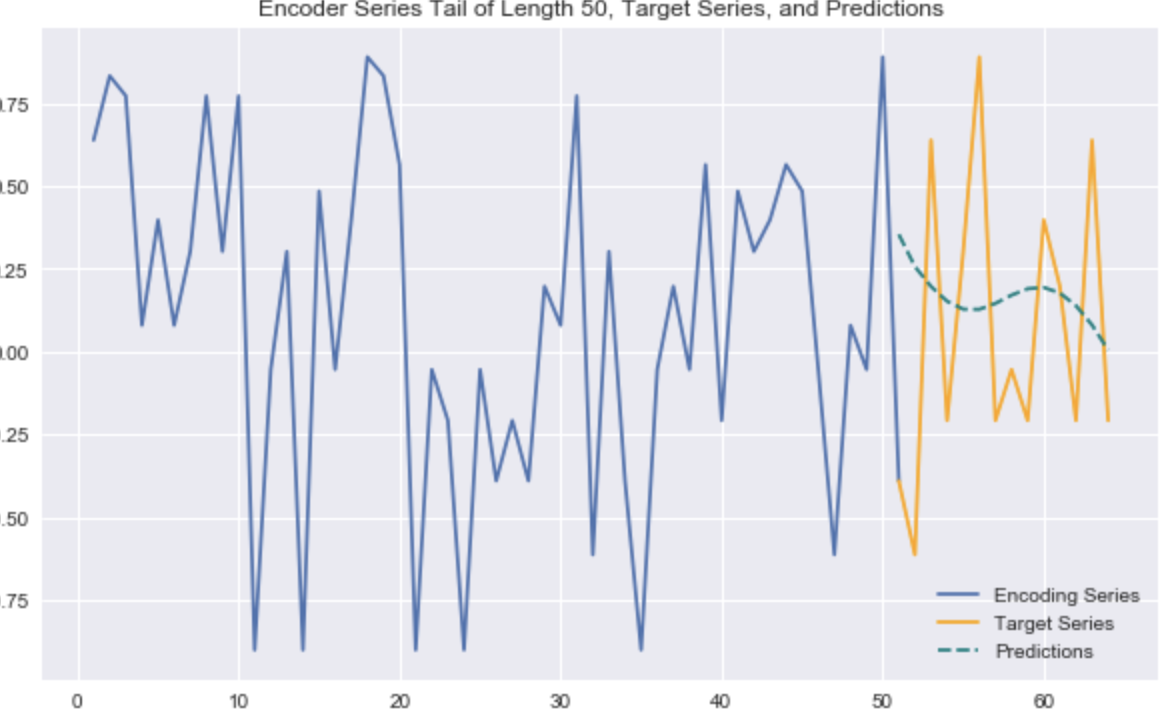 Encoder Series Tail of Length 50, Target Series, and Predictions
.75
.50
.25
.00
.25
.50
.75
Encoding Series
Target Series
Predictions
0 10 20 30 40 50 60